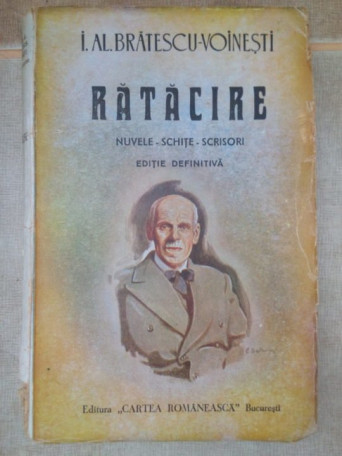 I. AL. BRĂTESCU-VOINEȘTI
RĂTĂCIRE
NUVELE - SCHIȚE - SCRISORI
EDIȚIE DEFINITIVĂ
Editura „CARTEA ROMÂNEASCĂ” București